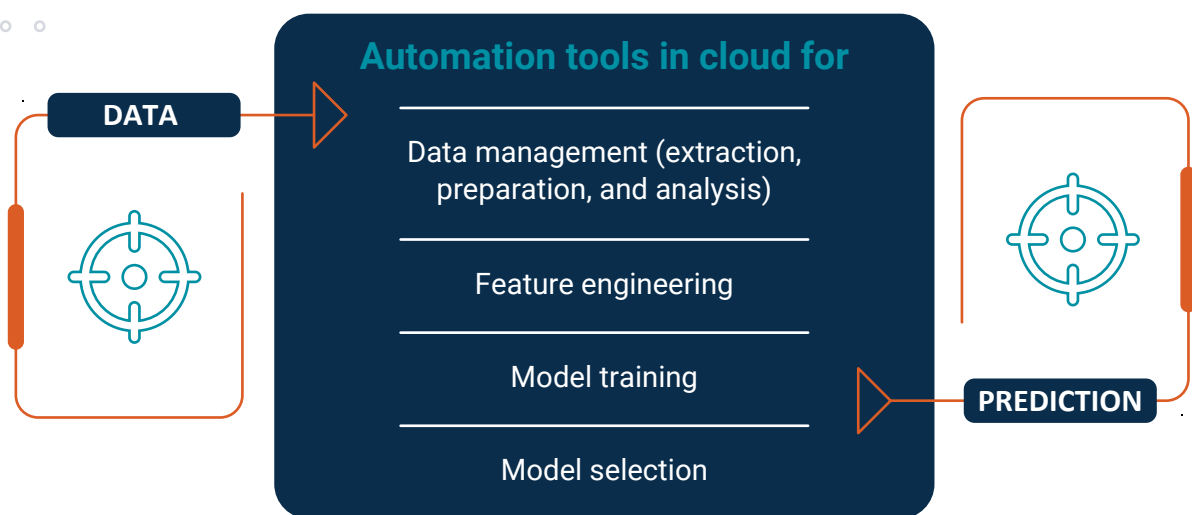 Automation tools in cloud for
DATA
Data management (extraction,
preparation, and analysis)
Feature engineering
Model training
PREDICTION
Model selection